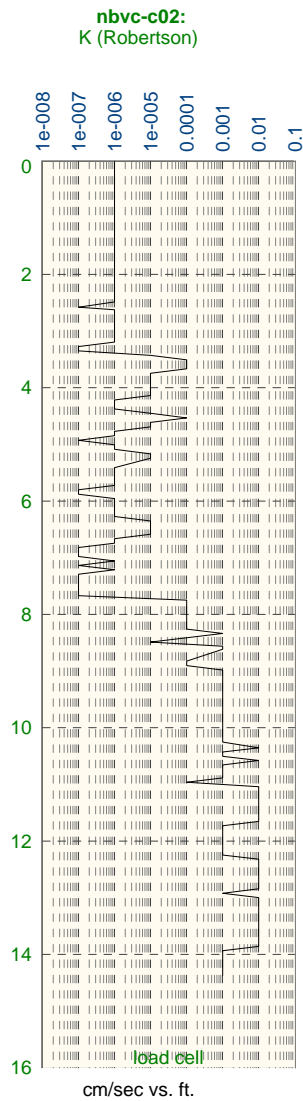 nbvc-c02:
K (Robertson)
1e-008 1e-007 1e-006 1e-005 0.0001 0.001 0.01 0.1
0
2
4
6
8
10
12
14
16
load cell
cm/sec vs. ft.